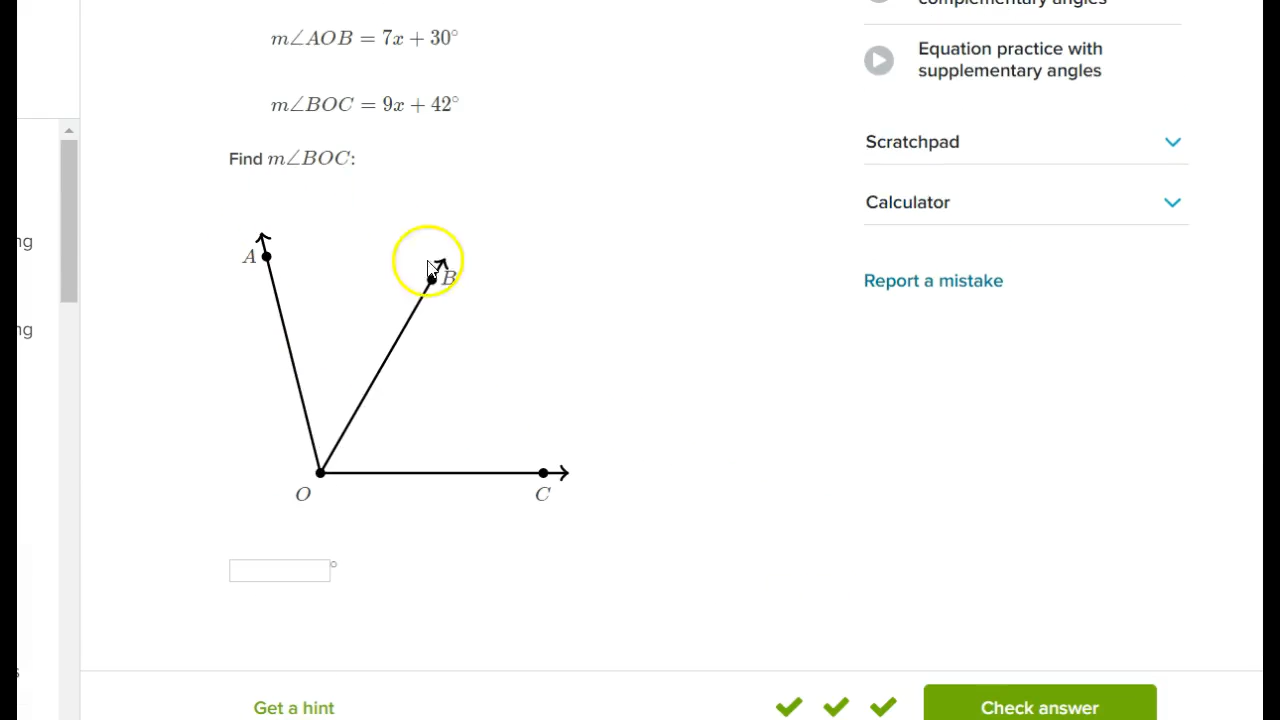 complementary angles
m∠AOB = 7x + 30°
Equation practice with
supplementary angles
m∠BOC = 9x + 42°
Scratchpad
Find m∠BOC:
Calculator
ng
A
B
Report a mistake
ng
O
C
°
s
Get a hint
Check answer